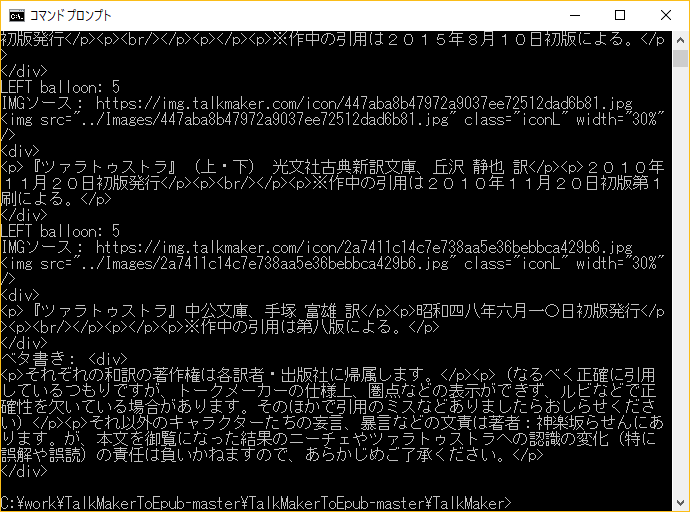 コマンド プロンプト
初版発行</p><p><br/></p><p></p><p>※作中の引用は２０１５年８月１０日初版による。</p
>
</div>
LEFT balloon: 5
IMGソース： https://img.talkmaker.com/icon/447aba8b47972a9037ee72512dad6b81.jpg
<img src="../Images/447aba8b47972a9037ee72512dad6b81.jpg" class="iconL" width="30%"
/>
<div>
<p>『ツァラトゥストラ』（上・下） 光文社古典新訳文庫、丘沢 静也 訳</p><p>２０１０年
１１月２０日初版発行</p><p><br/></p><p>※作中の引用は２０１０年１１月２０日初版第１
刷による。</p>
</div>
LEFT balloon: 5
IMGソース： https://img.talkmaker.com/icon/2a7411c14c7e738aa5e36bebbca429b6.jpg
<img src="../Images/2a7411c14c7e738aa5e36bebbca429b6.jpg" class="iconL" width="30%"
/>
<div>
<p>『ツァラトゥストラ』中公文庫、手塚 富雄 訳</p><p>昭和四八年六月一〇日初版発行</p
><p><br/></p><p></p><p>※作中の引用は第八版による。</p>
</div>
ベタ書き： <div>
<p>それぞれの和訳の著作権は各訳者・出版社に帰属します。</p><p>（なるべく正確に引用
しているつもりですが、トークメーカーの仕様上、圏点などの表示ができず、ルビなどで正
確性を欠いている場合があります。そのほかで引用のミスなどありましたらおしらせくださ
い）</p><p>それ以外のキャラクターたちの妄言、暴言などの文責は著者：神楽坂らせんにあ
ります。が、本文を御覧になった結果のニーチェやツァラトゥストラへの認識の変化（特に
誤解や誤読）の責任は負いかねますので、あらかじめご了承ください。</p>
</div>
C:¥work¥TalkMakerToEpub-master¥TalkMakerToEpub-master¥TalkMaker>